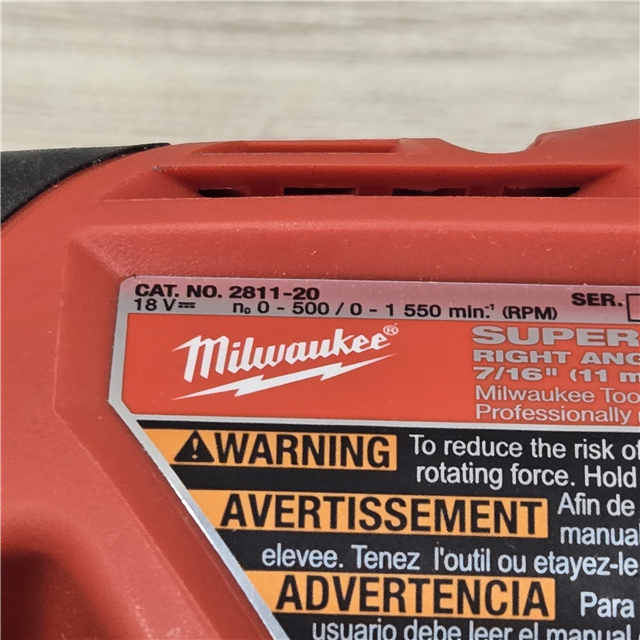 CAT. NO. 2811-20
SER.
18 V⎓ n₀ 0 - 500 / 0 - 1 550 min.⁻¹ (RPM)
Milwaukee®
SUPER
RIGHT ANG
7/16" (11 m
Milwaukee Too
Professionally
⚠WARNING To reduce the risk of
rotating force. Hold
AVERTISSEMENT Afin de
manual
elevee. Tenez l'outil ou etayez-le
ADVERTENCIA Para
usuario debe leer el manual